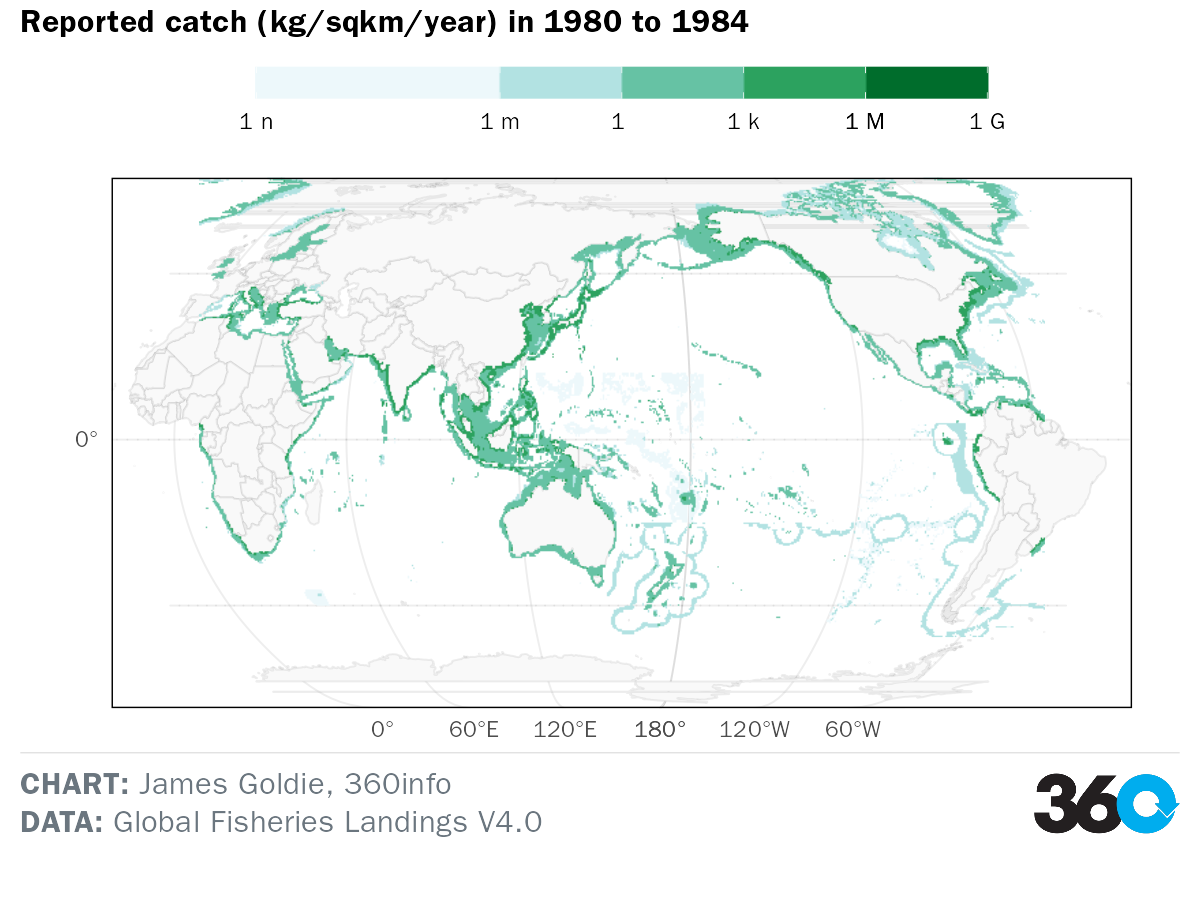 Reported catch (kg/sqkm/year) in 1980 to 1984
1 n 1 m 1 1 k 1 M 1 G
0°
0° 60°E 120°E 180° 120°W 60°W
CHART: James Goldie, 360info
DATA: Global Fisheries Landings V4.0
360